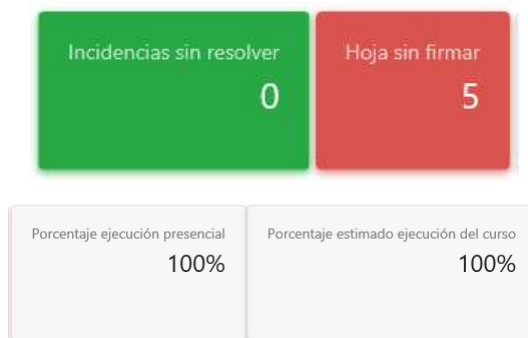 Incidencias sin resolver
0
Hoja sin firmar
5
Porcentaje ejecución presencial
100%
Porcentaje estimado ejecución del curso
100%